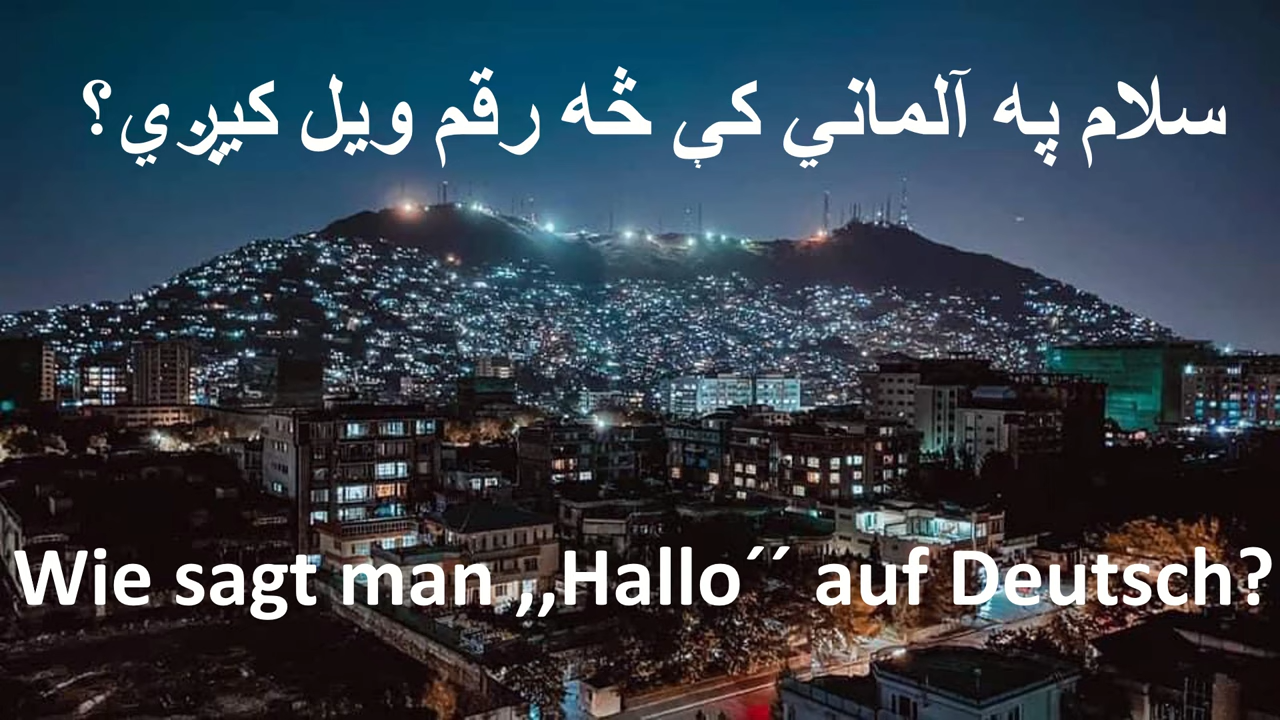 سلام په آلماني کې څه رقم ویل کیږي؟
Wie sagt man ,,Hallo´´ auf Deutsch?